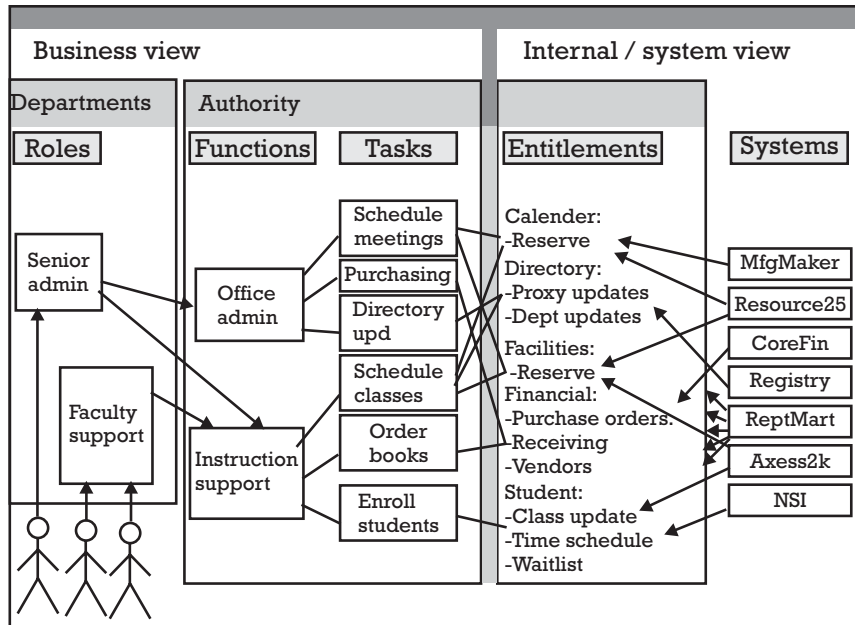 Business view
Internal / system view
Departments
Authority
Roles
Functions
Tasks
Entitlements
Systems
Senior
admin
Faculty
support
Office
admin
Instruction
support
Schedule
meetings
Purchasing
Directory
upd
Schedule
classes
Order
books
Enroll
students
Calender:
-Reserve
Directory:
-Proxy updates
-Dept updates
Facilities:
-Reserve
Financial:
-Purchase orders:
-Receiving
-Vendors
Student:
-Class update
-Time schedule
-Waitlist
MfgMaker
Resource25
CoreFin
Registry
ReptMart
Axess2k
NSI